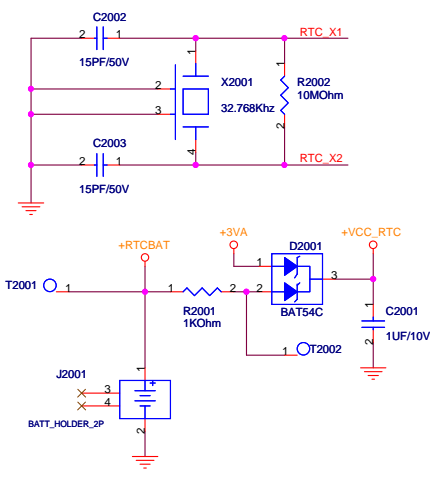 C2002
2 1
15PF/50V
RTC_X1
1
2
3
4
X2001
32.768Khz
1
2
R2002
10MOhm
C2003
2 1
15PF/50V
RTC_X2
+RTCBAT
+3VA
+VCC_RTC
D2001
T2001
1
1 2
R2001
1KOhm
1
2
3
BAT54C
1
2
C2001
1UF/10V
1
T2002
J2001
3
4
1
+
2
BATT_HOLDER_2P